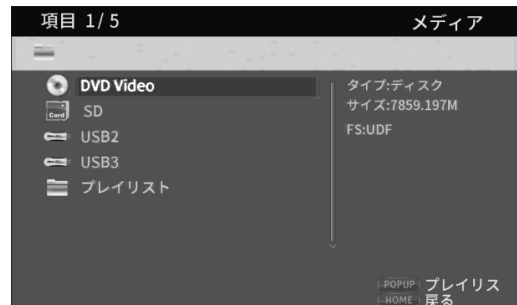 項目 1/5
メディア
DVD Video
Card SD
USB2
USB3
プレイリスト
タイプ:ディスク
サイズ:7859.197M
FS:UDF
POPUP プレイリス
HOME 戻る